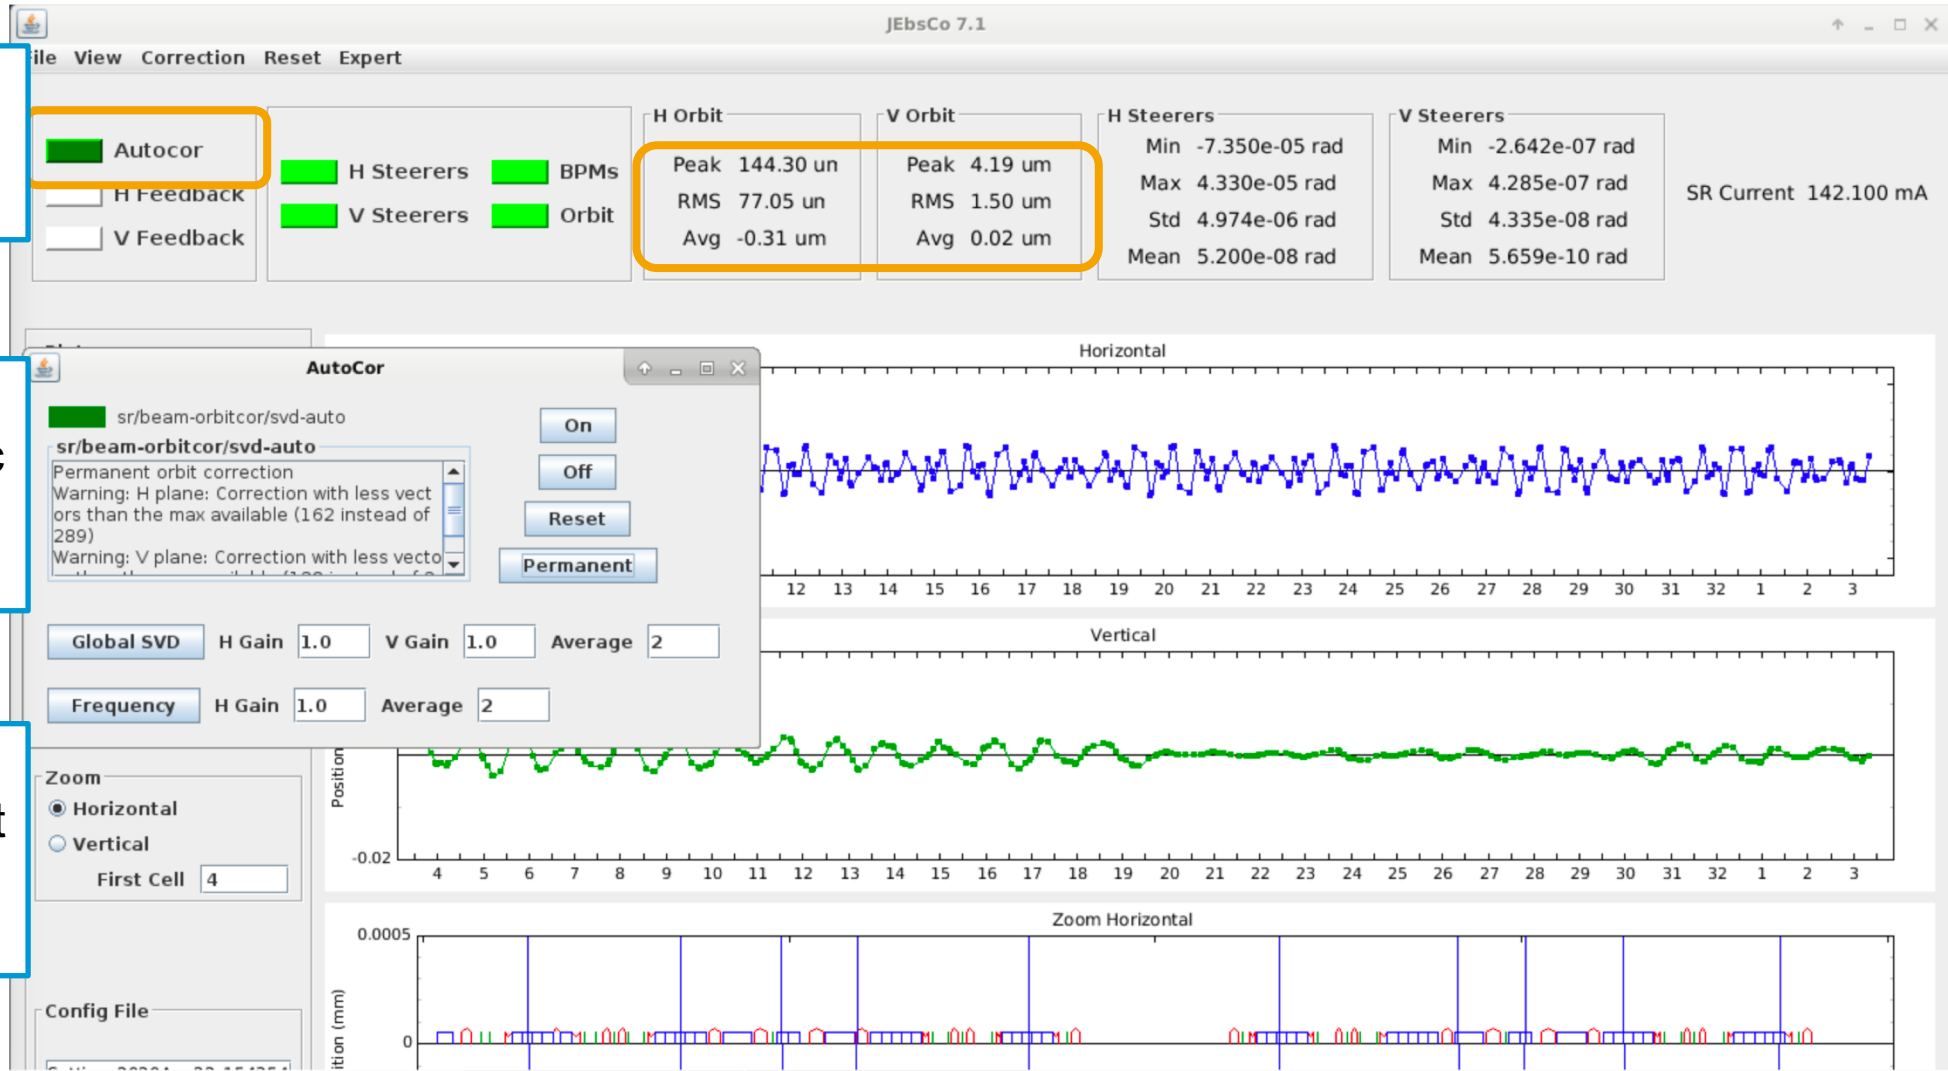 JEbsCo 7.1
File View Correction Reset Expert
Autocor
H Feedback
V Feedback
H Steerers
V Steerers
BPMs
Orbit
H Orbit
Peak 144.30 un
RMS 77.05 un
Avg -0.31 um
V Orbit
Peak 4.19 um
RMS 1.50 um
Avg 0.02 um
H Steerers
Min -7.350e-05 rad
Max 4.330e-05 rad
Std 4.974e-06 rad
Mean 5.200e-08 rad
V Steerers
Min -2.642e-07 rad
Max 4.285e-07 rad
Std 4.335e-08 rad
Mean 5.659e-10 rad
SR Current 142.100 mA
AutoCor
sr/beam-orbitcor/svd-auto
sr/beam-orbitcor/svd-auto
Permanent orbit correction
Warning: H plane: Correction with less vect
ors than the max available (162 instead of
289)
Warning: V plane: Correction with less vecto
On
Off
Reset
Permanent
Global SVD H Gain 1.0 V Gain 1.0 Average 2
Frequency H Gain 1.0 Average 2
Horizontal
12 13 14 15 16 17 18 19 20 21 22 23 24 25 26 27 28 29 30 31 32 1 2 3
Vertical
Position
-0.02
4 5 6 7 8 9 10 11 12 13 14 15 16 17 18 19 20 21 22 23 24 25 26 27 28 29 30 31 32 1 2 3
Zoom
Horizontal
Vertical
First Cell 4
Config File
Zoom Horizontal
0.0005
0
ition (mm)
c
t